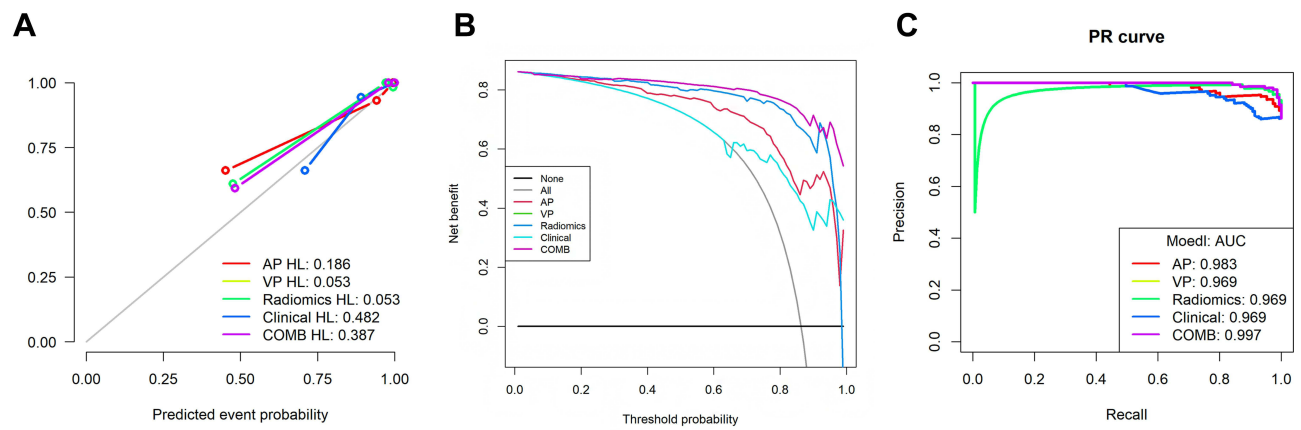 A
1.00
0.75
0.50
0.25
0.00
AP HL: 0.186
VP HL: 0.053
Radiomics HL: 0.053
Clinical HL: 0.482
COMB HL: 0.387
0.00
0.25
0.50
0.75
1.00
Predicted event probability
B
Net benefit
0.8
0.6
0.4
0.2
0.0
None
All
AP
VP
Radiomics
Clinical
COMB
0.0
0.2
0.4
0.6
0.8
1.0
Threshold probability
C
PR curve
Precision
1.0
0.8
0.6
0.4
0.2
0.0
Moedl: AUC
AP: 0.983
VP: 0.969
Radiomics: 0.969
Clinical: 0.969
COMB: 0.997
0.0
0.2
0.4
0.6
0.8
1.0
Recall